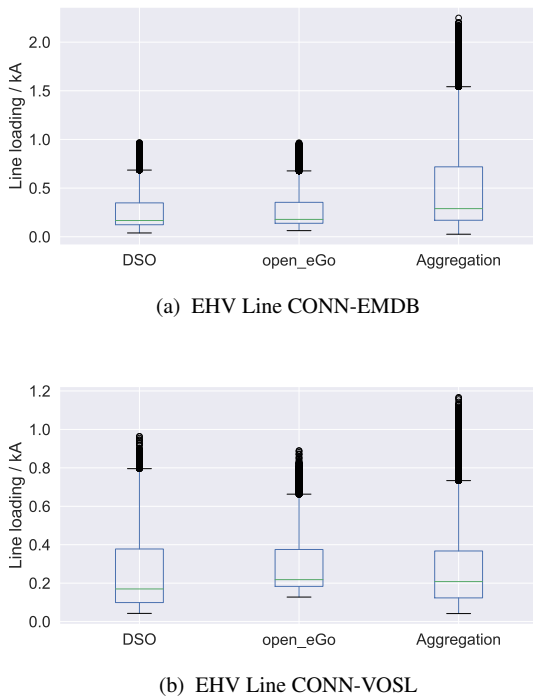 2.0
1.5
1.0
0.5
0.0
Line loading / kA
DSO open_eGo Aggregation
(a) EHV Line CONN-EMDB
1.2
1.0
0.8
0.6
0.4
0.2
0.0
Line loading / kA
DSO open_eGo Aggregation
(b) EHV Line CONN-VOSL